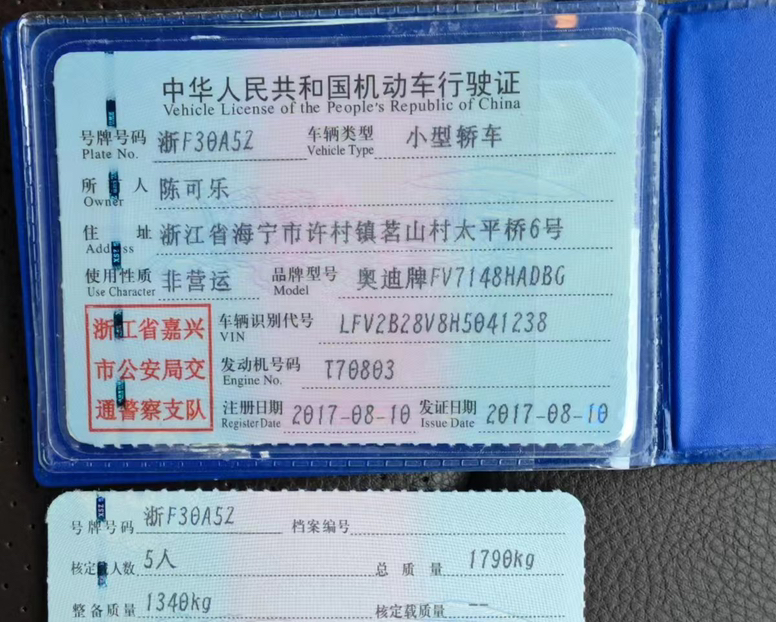 中华人民共和国机动车行驶证
Vehicle License of the People's Republic of China
号牌号码 浙F30A52 车辆类型 小型轿车
Plate No. Vehicle Type
所 人 陈可乐
Owner
住 址 浙江省海宁市许村镇茗山村太平桥6号
Address
使用性质 非营运 品牌型号 奥迪牌FV7148HADBG
Use Character Model
浙江省嘉兴
市公安局交
通警察支队
车辆识别代号 LFV2B28V8H5041238
VIN
发动机号码 T70803
Engine No.
注册日期 2017-08-10 发证日期 2017-08-10
Register Date Issue Date
号牌号码 浙F30A52 档案编号
核定 人数 5人 总 质 量 1790kg
整备质量 1340kg 核定载质量 --